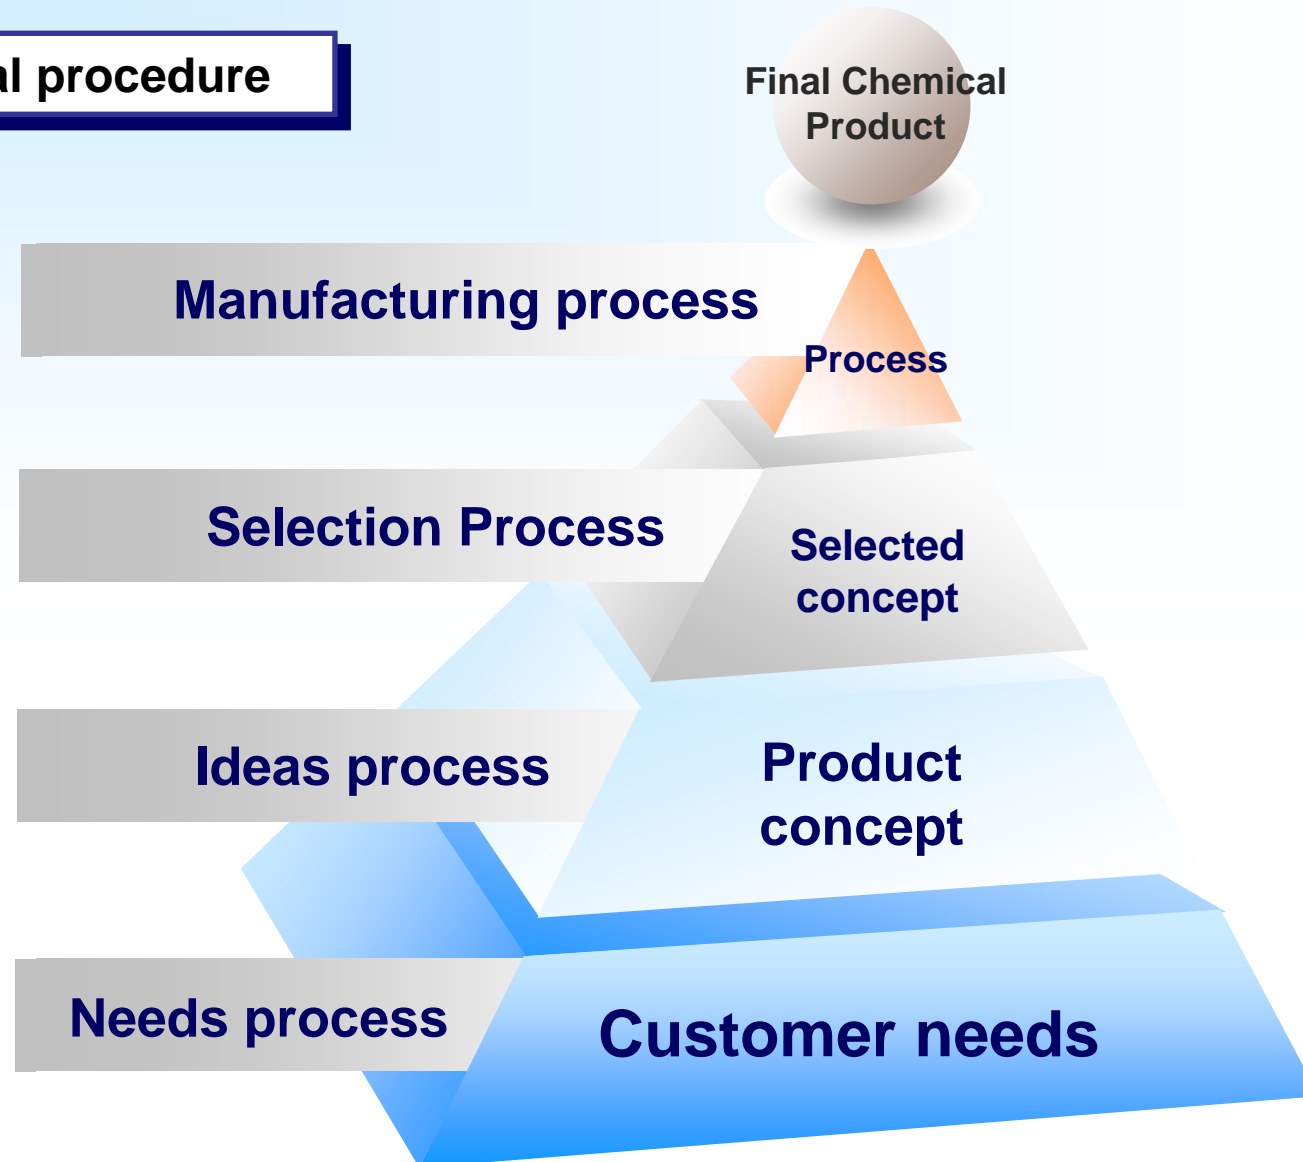 procedure
Final Chemical
Product
Manufacturing process
Process
Selection Process
Selected
concept
Ideas process
Product
concept
Needs process
Customer needs